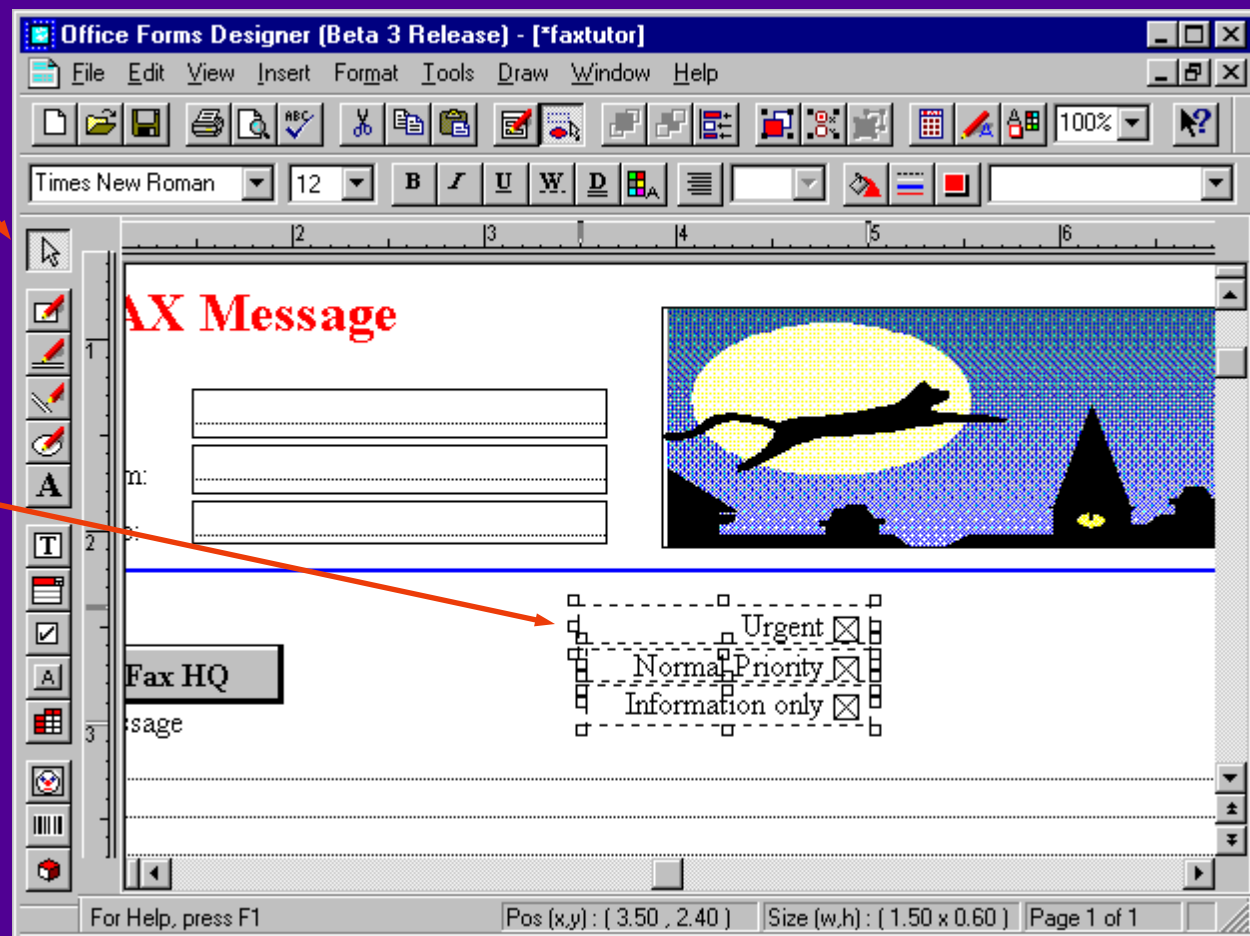 Office Forms Designer (Beta 3 Release) - [*faxtutor]
File Edit View Insert Format Tools Draw Window Help
ABC 100%
Times New Roman 12 B I U W. D A
2 3 4 5 6
AX Message
1
A
m:
T
2
Urgent
Normal Priority
A
Fax HQ
Information only
ssage
3
For Help, press F1 Pos (x,y) : ( 3.50 , 2.40 ) Size (w,h) : ( 1.50 x 0.60 ) Page 1 of 1